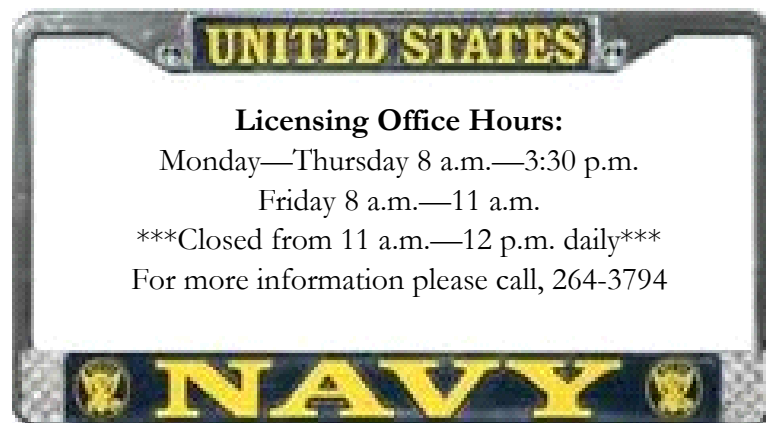 UNITED STATES
Licensing Office Hours:
Monday—Thursday 8 a.m.—3:30 p.m.
Friday 8 a.m.—11 a.m.
***Closed from 11 a.m.—12 p.m. daily***
For more information please call, 264-3794
NAVY